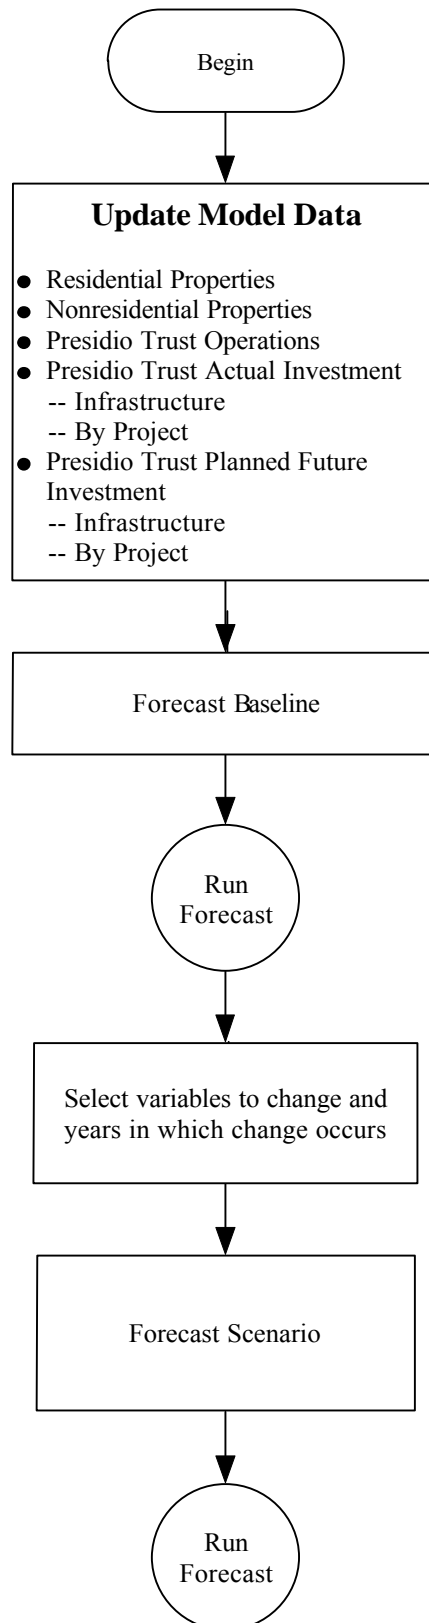 Begin
Update Model Data
● Residential Properties
● Nonresidential Properties
● Presidio Trust Operations
● Presidio Trust Actual Investment
-- Infrastructure
-- By Project
● Presidio Trust Planned Future
Investment
-- Infrastructure
-- By Project
Forecast Baseline
Run
Forecast
Select variables to change and
years in which change occurs
Forecast Scenario
Run
Forecast